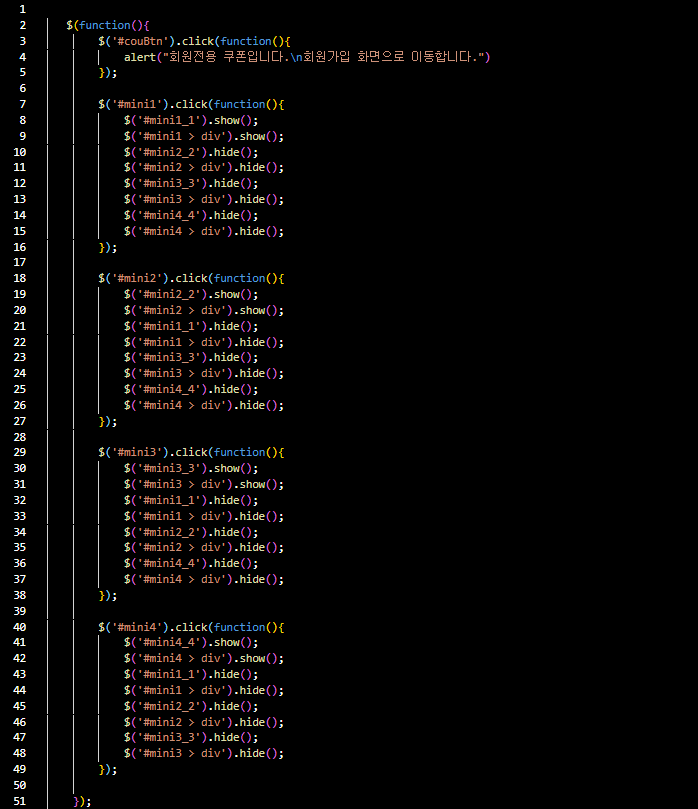 1
2 $(function(){
3 $('#couBtn').click(function(){
4 alert("회원전용 쿠폰입니다.\n회원가입 화면으로 이동합니다.")
5 });
6
7 $('#mini1').click(function(){
8 $('#mini1_1').show();
9 $('#mini1 > div').show();
10 $('#mini2_2').hide();
11 $('#mini2 > div').hide();
12 $('#mini3_3').hide();
13 $('#mini3 > div').hide();
14 $('#mini4_4').hide();
15 $('#mini4 > div').hide();
16 });
17
18 $('#mini2').click(function(){
19 $('#mini2_2').show();
20 $('#mini2 > div').show();
21 $('#mini1_1').hide();
22 $('#mini1 > div').hide();
23 $('#mini3_3').hide();
24 $('#mini3 > div').hide();
25 $('#mini4_4').hide();
26 $('#mini4 > div').hide();
27 });
28
29 $('#mini3').click(function(){
30 $('#mini3_3').show();
31 $('#mini3 > div').show();
32 $('#mini1_1').hide();
33 $('#mini1 > div').hide();
34 $('#mini2_2').hide();
35 $('#mini2 > div').hide();
36 $('#mini4_4').hide();
37 $('#mini4 > div').hide();
38 });
39
40 $('#mini4').click(function(){
41 $('#mini4_4').show();
42 $('#mini4 > div').show();
43 $('#mini1_1').hide();
44 $('#mini1 > div').hide();
45 $('#mini2_2').hide();
46 $('#mini2 > div').hide();
47 $('#mini3_3').hide();
48 $('#mini3 > div').hide();
49 });
50
51 });